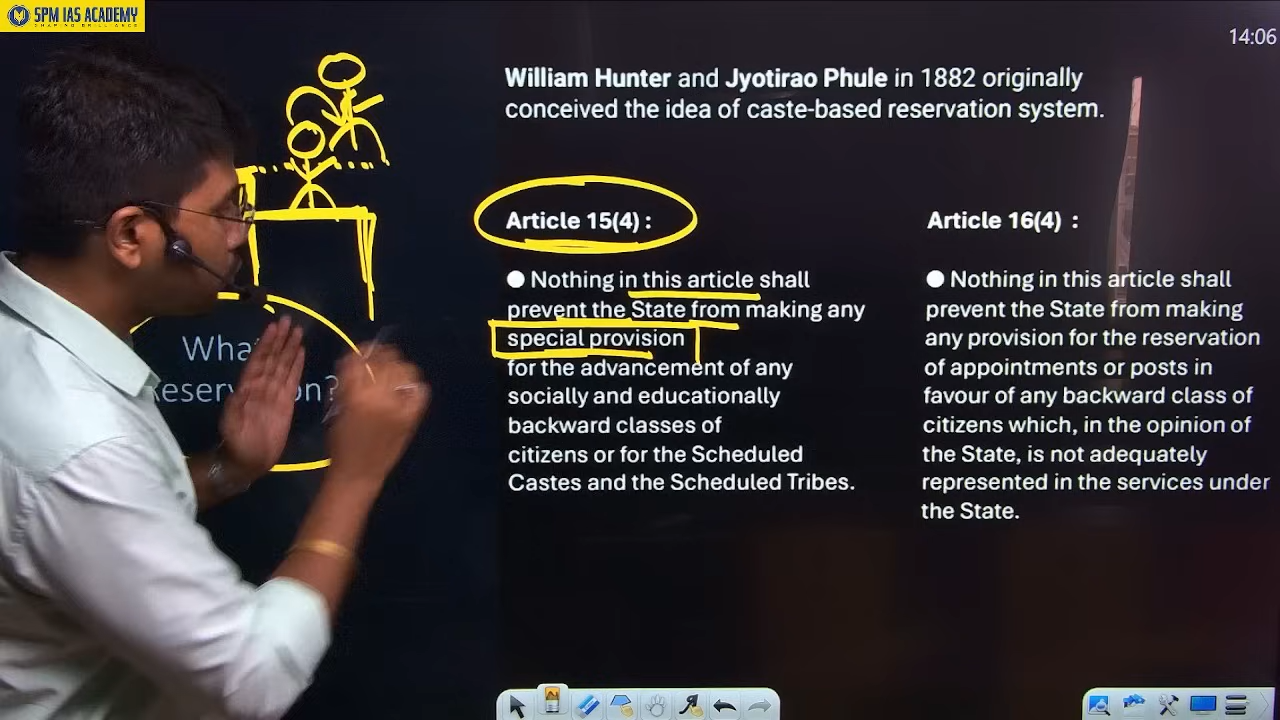 SPM IAS ACADEMY
SHARING BRILLIANCE
14:06
William Hunter and Jyotirao Phule in 1882 originally
conceived the idea of caste-based reservation system.
Article 15(4) :
● Nothing in this article shall
prevent the State from making any
special provision
for the advancement of any
socially and educationally
backward classes of
citizens or for the Scheduled
Castes and the Scheduled Tribes.
Article 16(4) :
● Nothing in this article shall
prevent the State from making
any provision for the reservation
of appointments or posts in
favour of any backward class of
citizens which, in the opinion of
the State, is not adequately
represented in the services under
the State.